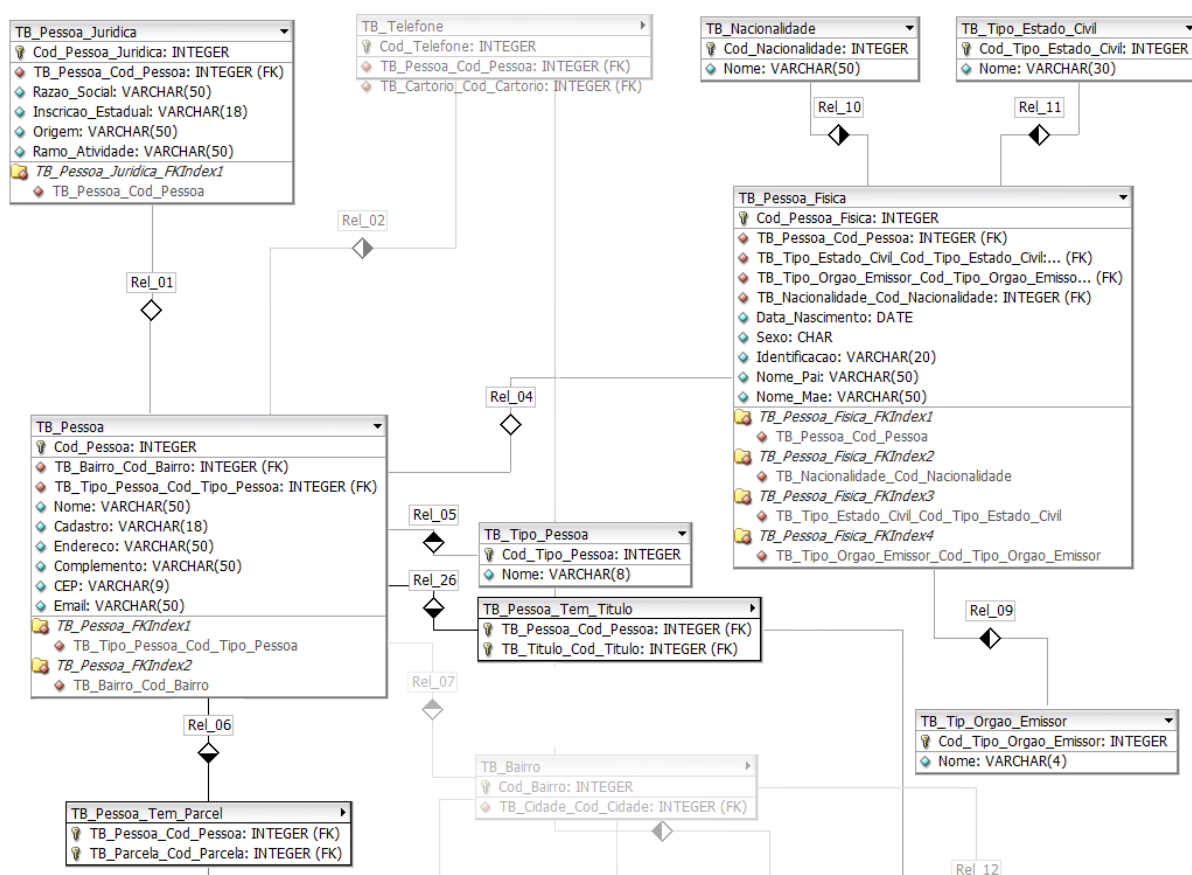 TB_Pessoa_Juridica
Cod_Pessoa_Juridica: INTEGER
TB_Pessoa_Cod_Pessoa: INTEGER (FK)
Razao_Social: VARCHAR(50)
Inscricao_Estadual: VARCHAR(18)
Origem: VARCHAR(50)
Ramo_Atividade: VARCHAR(50)
TB_Pessoa_Juridica_FKIndex1
TB_Pessoa_Cod_Pessoa
TB_Telefone
Cod_Telefone: INTEGER
TB_Pessoa_Cod_Pessoa: INTEGER (FK)
TB_Cartorio_Cod_Cartorio: INTEGER (FK)
TB_Nacionalidade
Cod_Nacionalidade: INTEGER
Nome: VARCHAR(50)
TB_Tipo_Estado_Civil
Cod_Tipo_Estado_Civil: INTEGER
Nome: VARCHAR(30)
Rel_10
Rel_11
Rel_02
Rel_01
TB_Pessoa_Fisica
Cod_Pessoa_Fisica: INTEGER
TB_Pessoa_Cod_Pessoa: INTEGER (FK)
TB_Tipo_Estado_Civil_Cod_Tipo_Estado_Civil:... (FK)
TB_Tipo_Orgao_Emissor_Cod_Tipo_Orgao_Emisso... (FK)
TB_Nacionalidade_Cod_Nacionalidade: INTEGER (FK)
Data_Nascimento: DATE
Sexo: CHAR
Identificacao: VARCHAR(20)
Nome_Pai: VARCHAR(50)
Nome_Mae: VARCHAR(50)
TB_Pessoa_Fisica_FKIndex1
TB_Pessoa_Cod_Pessoa
TB_Pessoa_Fisica_FKIndex2
TB_Nacionalidade_Cod_Nacionalidade
TB_Pessoa_Fisica_FKIndex3
TB_Tipo_Estado_Civil_Cod_Tipo_Estado_Civil
TB_Pessoa_Fisica_FKIndex4
TB_Tipo_Orgao_Emissor_Cod_Tipo_Orgao_Emissor
Rel_04
TB_Pessoa
Cod_Pessoa: INTEGER
TB_Bairro_Cod_Bairro: INTEGER (FK)
TB_Tipo_Pessoa_Cod_Tipo_Pessoa: INTEGER (FK)
Nome: VARCHAR(50)
Cadastro: VARCHAR(18)
Endereco: VARCHAR(50)
Complemento: VARCHAR(50)
CEP: VARCHAR(9)
Email: VARCHAR(50)
TB_Pessoa_FKIndex1
TB_Tipo_Pessoa_Cod_Tipo_Pessoa
TB_Pessoa_FKIndex2
TB_Bairro_Cod_Bairro
Rel_05
TB_Tipo_Pessoa
Cod_Tipo_Pessoa: INTEGER
Nome: VARCHAR(8)
Rel_26
TB_Pessoa_Tem_Titulo
TB_Pessoa_Cod_Pessoa: INTEGER (FK)
TB_Titulo_Cod_Titulo: INTEGER (FK)
Rel_09
Rel_07
Rel_06
TB_Tip_Orgao_Emissor
Cod_Tipo_Orgao_Emissor: INTEGER
Nome: VARCHAR(4)
TB_Bairro
Cod_Bairro: INTEGER
TB_Cidade_Cod_Cidade: INTEGER (FK)
TB_Pessoa_Tem_Parcel
TB_Pessoa_Cod_Pessoa: INTEGER (FK)
TB_Parcela_Cod_Parcela: INTEGER (FK)
Rel_12